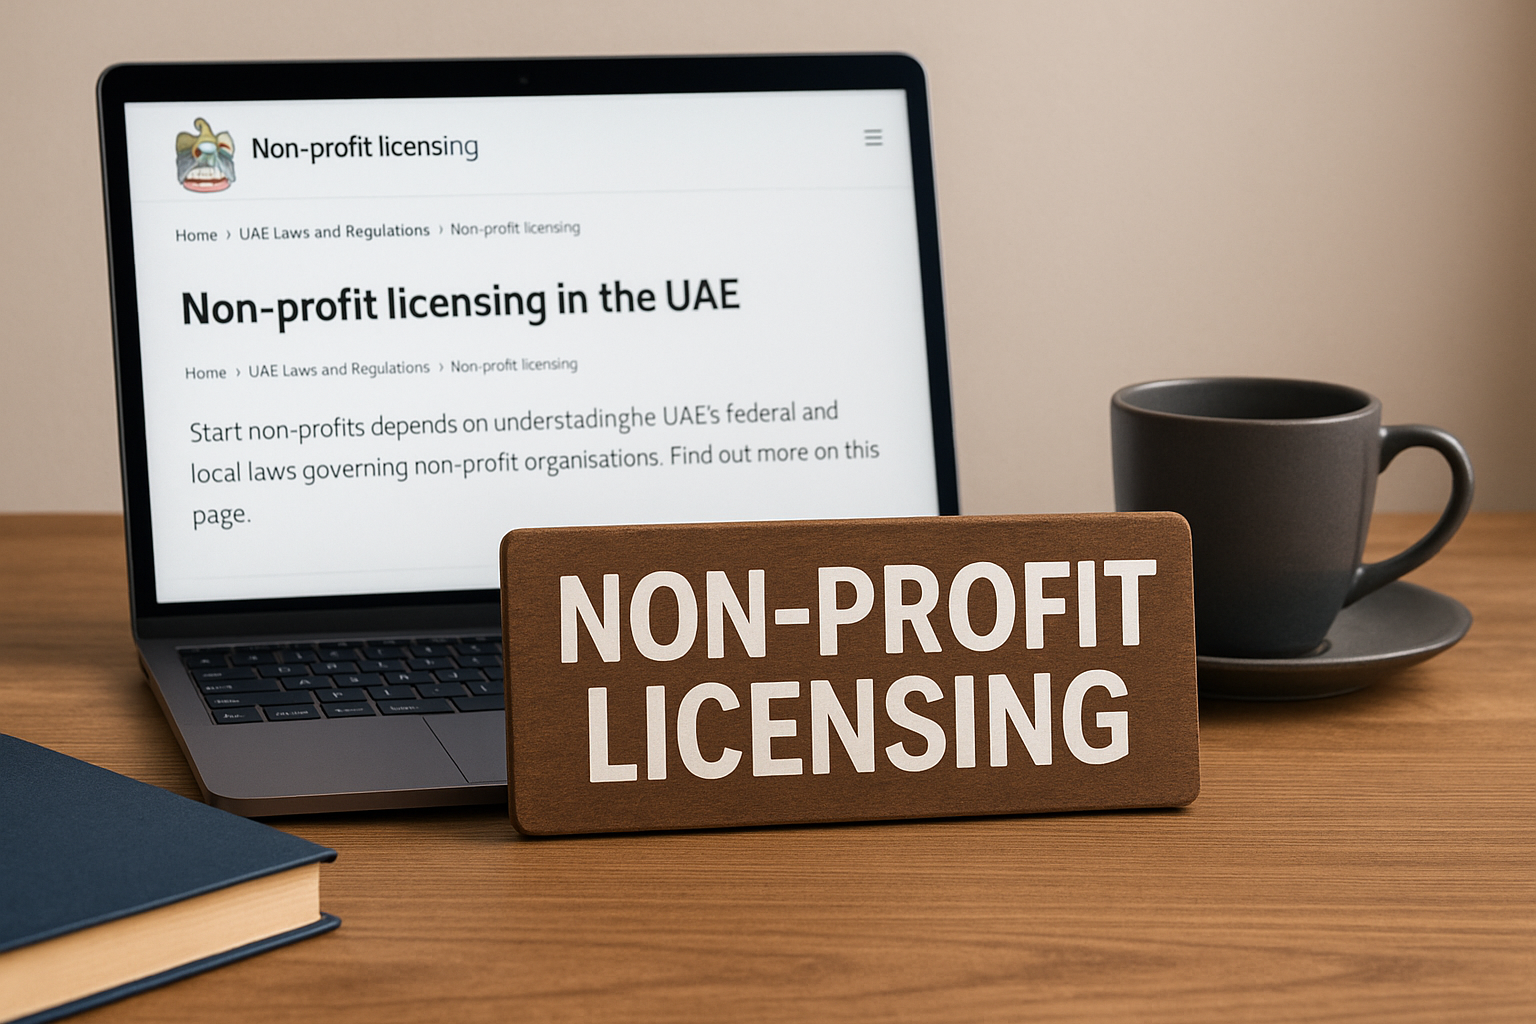 Non-profit licensing
Home › UAE Laws and Regulations › Non-profit licensing
Non-profit licensing in the UAE
Home › UAE Laws and Regulations › Non-profit licensing
Start non-profits depends on understadinghe UAE's federal and
local laws governing non-profit organisations. Find out more on this
page.
NON-PROFIT
LICENSING